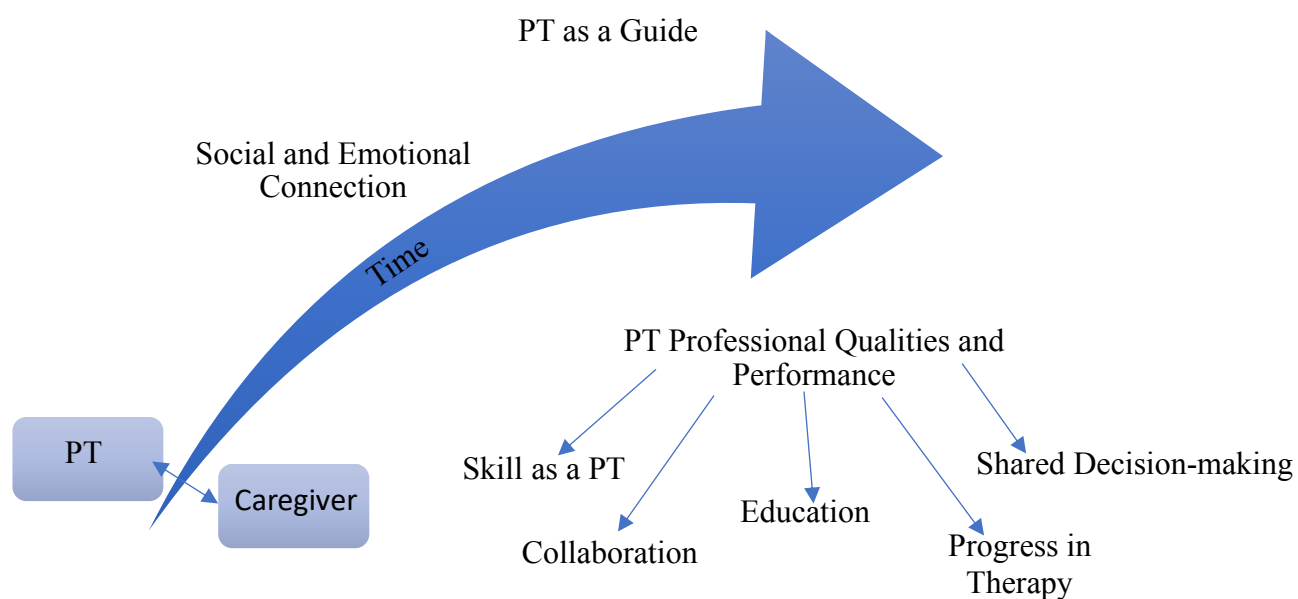 PT as a Guide
Social and Emotional
Connection
Time
PT Professional Qualities and
Performance
PT
Caregiver
Skill as a PT
Shared Decision-making
Education
Collaboration
Progress in
Therapy